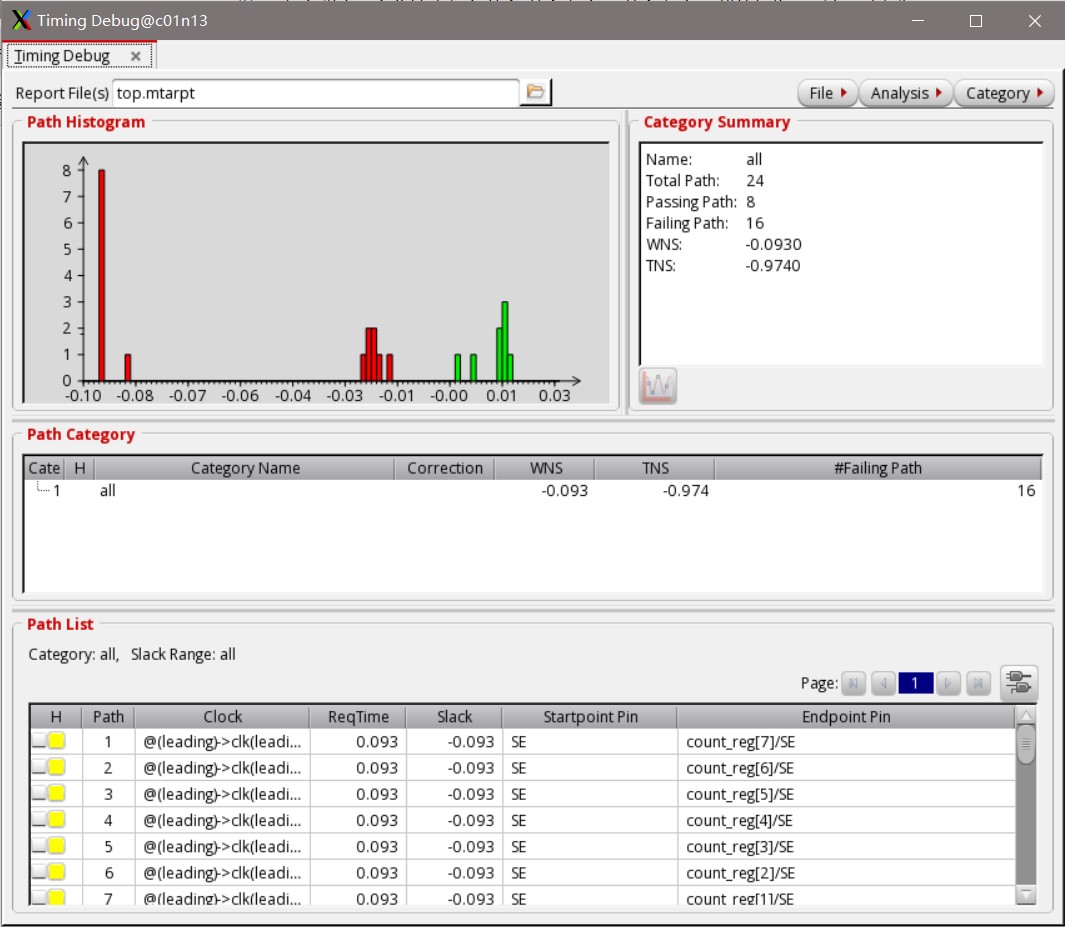 Timing Debug@c01n13
Timing Debug
Report File(s) top.mtarpt
File Analysis Category
Path Histogram
8
7
6
5
4
3
2
1
0
-0.10 -0.08 -0.07 -0.06 -0.04 -0.03 -0.01 -0.00 0.01 0.03
Category Summary
Name: all
Total Path: 24
Passing Path: 8
Failing Path: 16
WNS: -0.0930
TNS: -0.9740
Path Category
Cate H Category Name Correction WNS TNS #Failing Path
1 all -0.093 -0.974 16
Path List
Category: all, Slack Range: all
Page: 1
H Path Clock ReqTime Slack Startpoint Pin Endpoint Pin
1 @(leading)->clk(leadi... 0.093 -0.093 SE count_reg[7]/SE
2 @(leading)->clk(leadi... 0.093 -0.093 SE count_reg[6]/SE
3 @(leading)->clk(leadi... 0.093 -0.093 SE count_reg[5]/SE
4 @(leading)->clk(leadi... 0.093 -0.093 SE count_reg[4]/SE
5 @(leading)->clk(leadi... 0.093 -0.093 SE count_reg[3]/SE
6 @(leading)->clk(leadi... 0.093 -0.093 SE count_reg[2]/SE
7 @(leading)->clk(leadi... 0.093 -0.093 SE count_reg[1]/SE